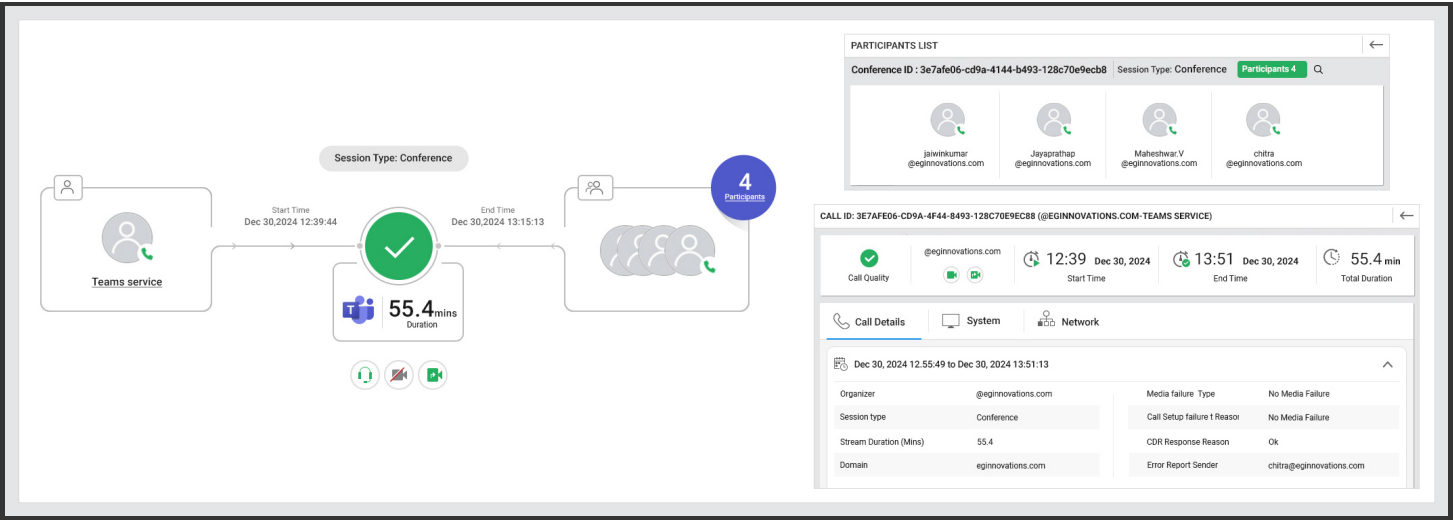 Session Type: Conference
4
Participants
Start Time
Dec 30,2024 12:39:44
End Time
Dec 30,2024 13:15:13
Teams service
T
55.4mins
Duration
PARTICIPANTS LIST
Conference ID : 3e7afe06-cd9a-4144-b493-128c70e9ecb8 Session Type: Conference Participants 4
jaiwinkumar
@eginnovations.com
Jayaprathap
@eginnovations.com
Maheshwar.V
@eginnovations.com
chitra
@eginnovations.com
CALL ID: 3E7AFE06-CD9A-4F44-8493-128C70E9EC88 (@EGINNOVATIONS.COM-TEAMS SERVICE)
Call Quality
@eginnovations.com
12:39 Dec 30, 2024
Start Time
13:51 Dec 30, 2024
End Time
55.4 min
Total Duration
Call Details System Network
Dec 30, 2024 12.55:49 to Dec 30, 2024 13:51:13
Organizer @eginnovations.com Media failure Type No Media Failure
Session type Conference Call Setup failure t Reasor No Media Failure
Stream Duration (Mins) 55.4 CDR Response Reason Ok
Domain eginnovations.com Error Report Sender chitra@eginnovations.com